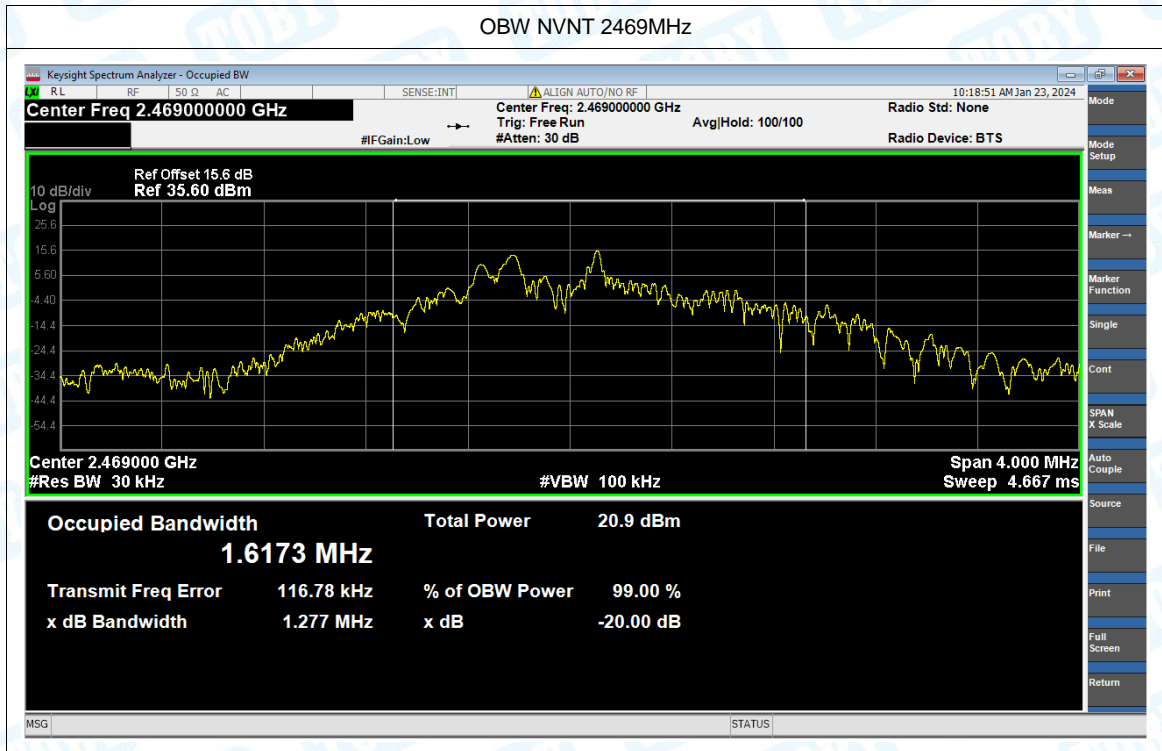 OBW NVNT 2469MHz
Keysight Spectrum Analyzer - Occupied BW
LXI RL RF 50 Ω AC SENSE:INT ALIGN AUTO/NO RF 10:18:51 AM Jan 23, 2024
Center Freq 2.469000000 GHz
Center Freq: 2.469000000 GHz
Radio Std: None
Trig: Free Run
Avg|Hold: 100/100
#IFGain:Low
#Atten: 30 dB
Radio Device: BTS
Ref Offset 15.6 dB
10 dB/div Ref 35.60 dBm
Log
25.6
15.6
5.60
-4.40
-14.4
-24.4
-34.4
-44.4
-54.4
Center 2.469000 GHz
Span 4.000 MHz
#Res BW 30 kHz
#VBW 100 kHz
Sweep 4.667 ms
Occupied Bandwidth
Total Power 20.9 dBm
1.6173 MHz
Transmit Freq Error 116.78 kHz
% of OBW Power 99.00 %
x dB Bandwidth 1.277 MHz
x dB -20.00 dB
MSG
STATUS
Mode
Mode
Setup
Meas
Marker→
Marker
Function
Single
Cont
SPAN
X Scale
Auto
Couple
Source
File
Print
Full
Screen
Return
TOBY